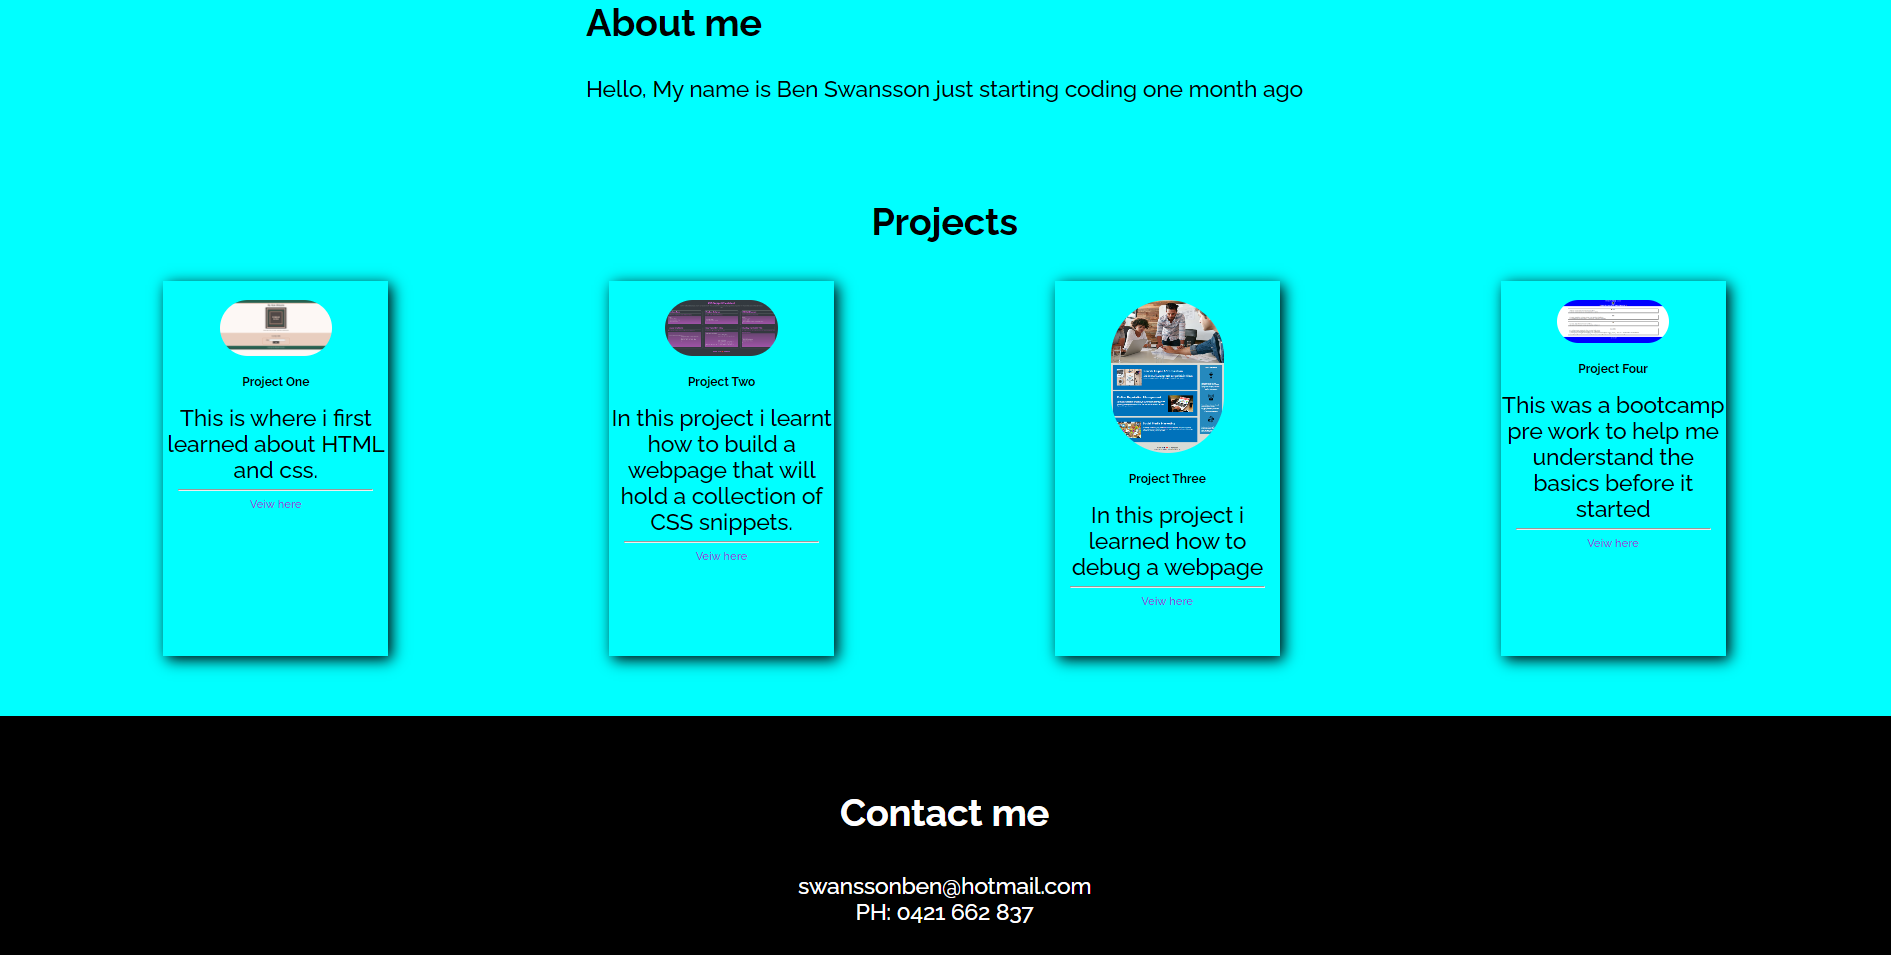 About me
Hello, My name is Ben Swansson just starting coding one month ago
Projects
Project One
This is where i first
learned about HTML
and css.
Veiw here
Project Two
In this project i learnt
how to build a
webpage that will
hold a collection of
CSS snippets.
Veiw here
Project Three
In this project i
learned how to
debug a webpage
Veiw here
Project Four
This was a bootcamp
pre work to help me
understand the
basics before it
started
Veiw here
Contact me
swanssonben@hotmail.com
PH: 0421 662 837